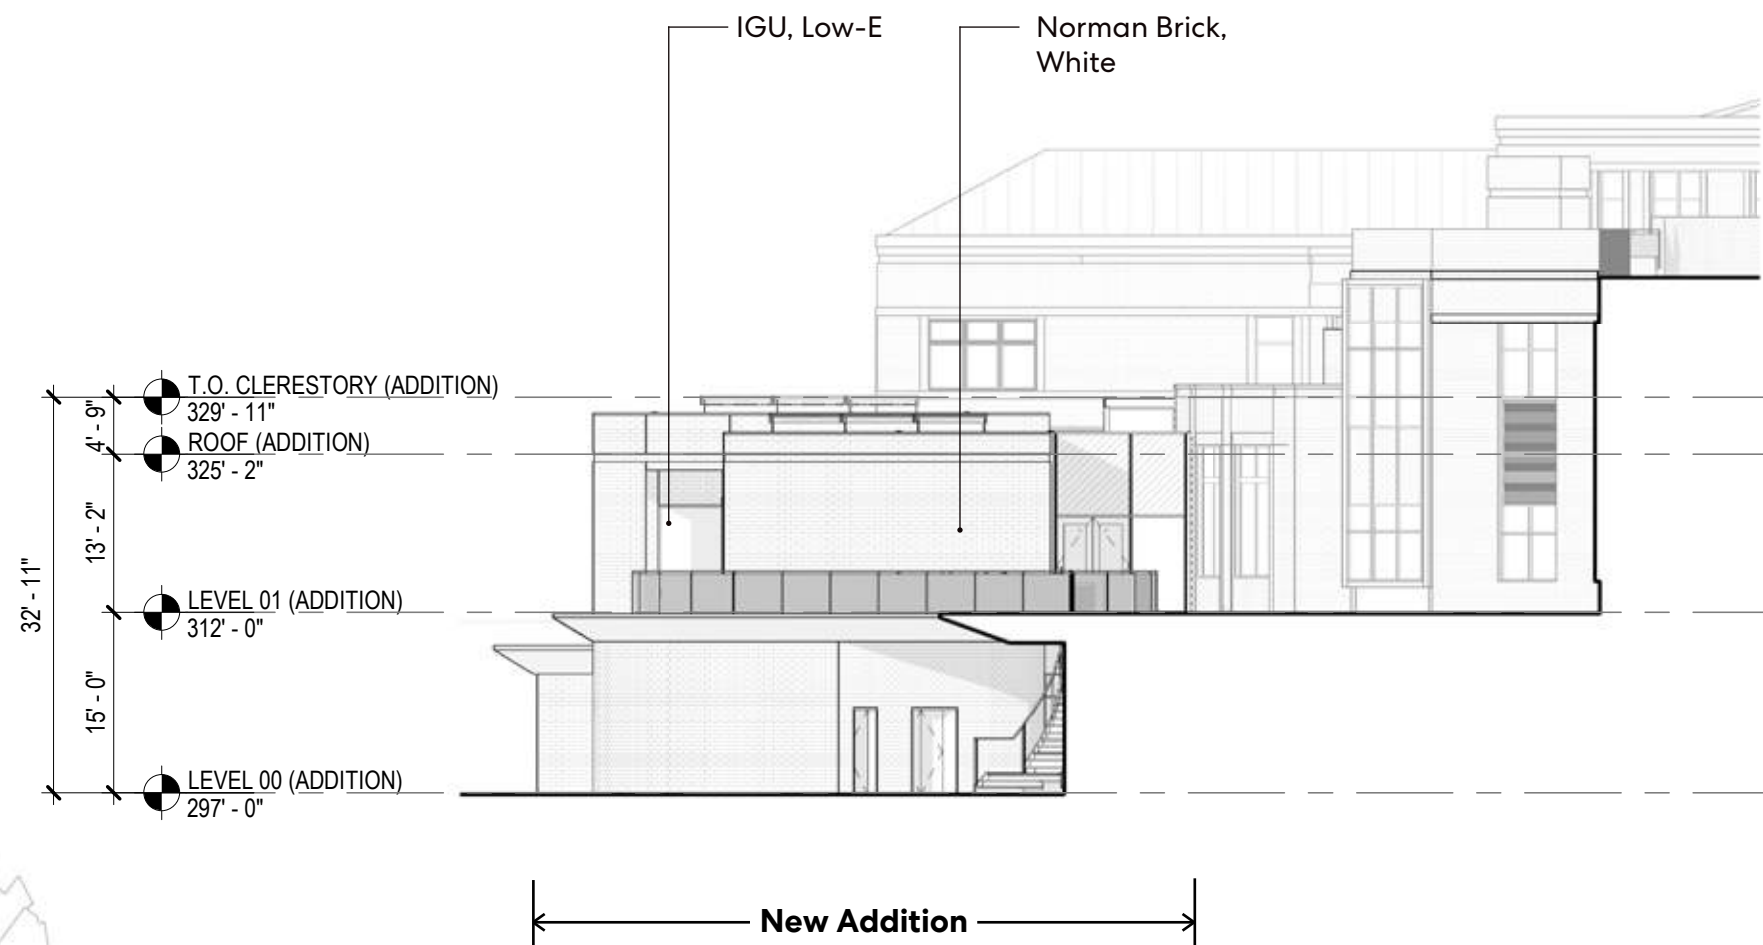 IGU, Low-E
Norman Brick,
White
T.O. CLERESTORY (ADDITION)
329' - 11"
4' - 9"
ROOF (ADDITION)
325' - 2"
13' - 2"
32' - 11"
LEVEL 01 (ADDITION)
312' - 0"
15' - 0"
LEVEL 00 (ADDITION)
297' - 0"
New Addition